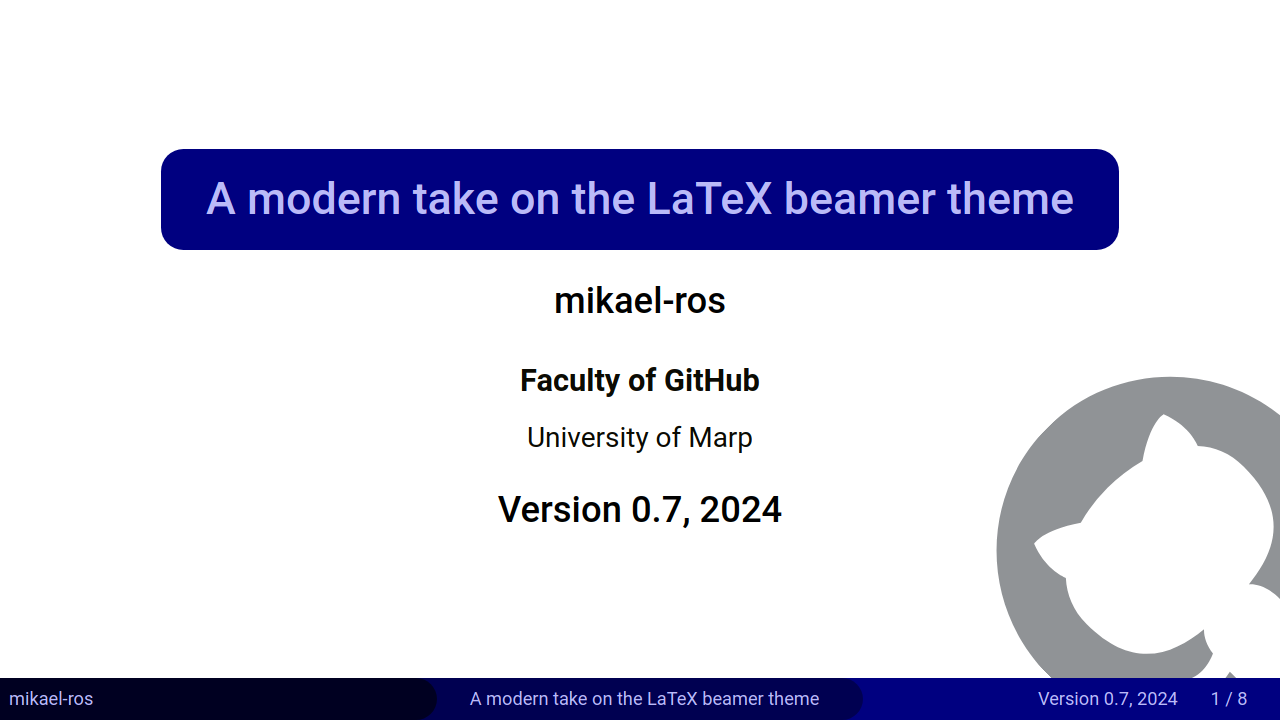 A modern take on the LaTeX beamer theme
mikael-ros
Faculty of GitHub
University of Marp
Version 0.7, 2024
mikael-ros
A modern take on the LaTeX beamer theme
Version 0.7, 2024
1 / 8